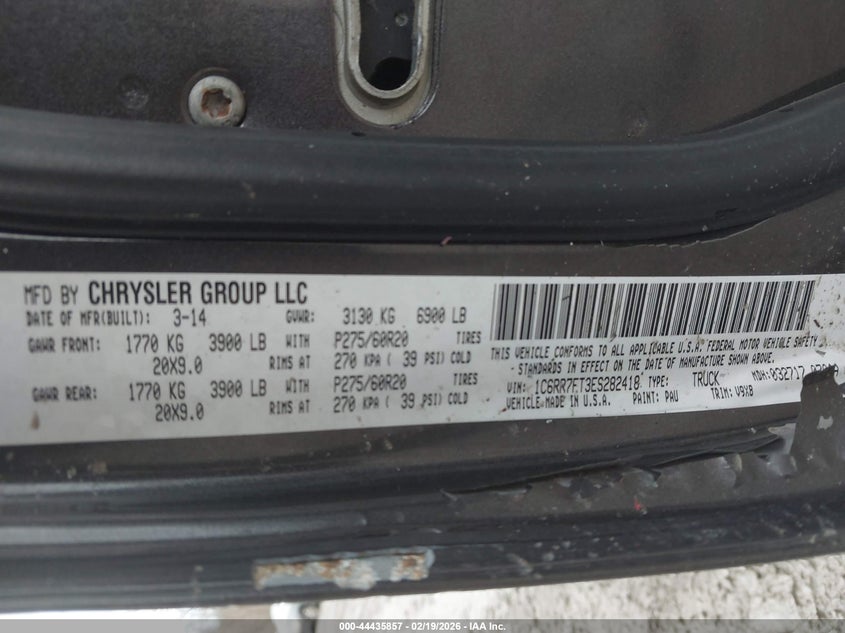 MFD BY CHRYSLER GROUP LLC
DATE OF MFR(BUILT): 3-14 GVWR: 3130 KG 6900 LB
GAWR FRONT: 1770 KG 3900 LB WITH P275/60R20 TIRES
20X9.0 RIMS AT 270 KPA ( 39 PSI) COLD
GAWR REAR: 1770 KG 3900 LB WITH P275/60R20 TIRES
20X9.0 RIMS AT 270 KPA ( 39 PSI) COLD
THIS VEHICLE CONFORMS TO ALL APPLICABLE U.S.A. FEDERAL MOTOR VEHICLE SAFETY
STANDARDS IN EFFECT ON THE DATE OF MANUFACTURE SHOWN ABOVE.
VIN: 1C6RR7FT3ES282418 TYPE: TRUCK MDH: 032717
VEHICLE MADE IN U.S.A. PAINT: PAU TRIM: V9X8
000-44435857 - 02/19/2026 - IAA Inc.